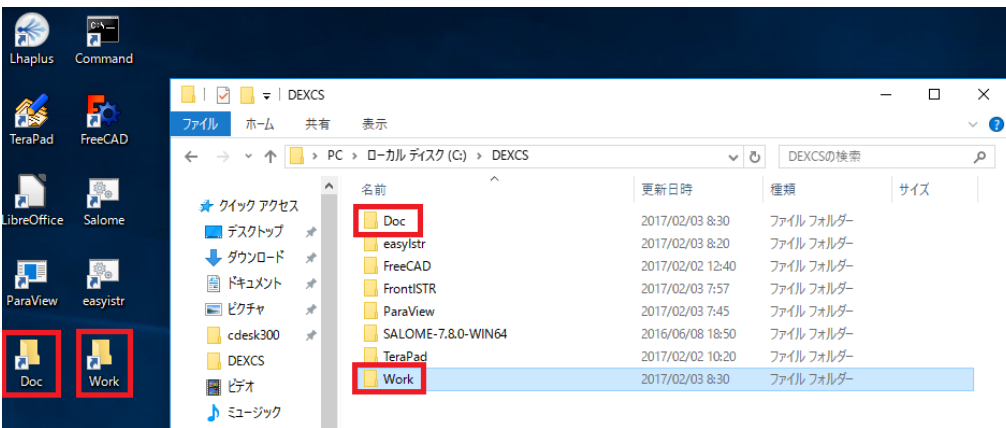 Lhaplus Command
TeraPad FreeCAD
LibreOffice Salome
ParaView easyistr
Doc Work
DEXCS
ファイル ホーム 共有 表示
PC ローカル ディスク (C:) DEXCS DEXCSの検索
クイック アクセス
デスクトップ
ダウンロード
ドキュメント
ピクチャ
cdesk300
DEXCS
ビデオ
ミュージック
名前 更新日時 種類 サイズ
Doc 2017/02/03 8:30 ファイル フォルダー
easyIstr 2017/02/03 8:20 ファイル フォルダー
FreeCAD 2017/02/02 12:40 ファイル フォルダー
FrontISTR 2017/02/03 7:57 ファイル フォルダー
ParaView 2017/02/03 7:45 ファイル フォルダー
SALOME-7.8.0-WIN64 2016/06/08 18:50 ファイル フォルダー
TeraPad 2017/02/02 10:20 ファイル フォルダー
Work 2017/02/03 8:30 ファイル フォルダー